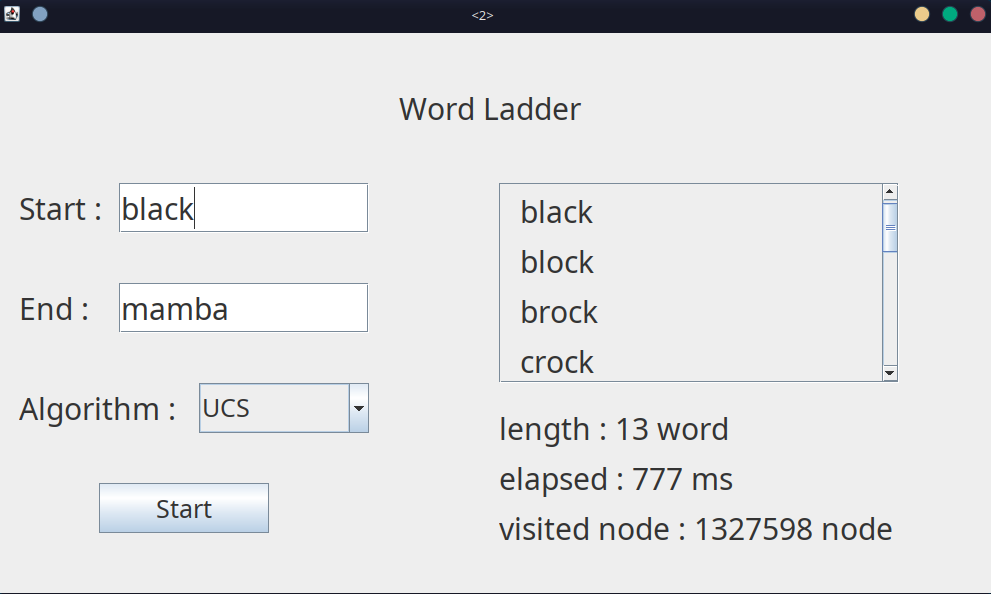 <2>
Word Ladder
Start : black
End : mamba
Algorithm : UCS
Start
black
block
brock
crock
length : 13 word
elapsed : 777 ms
visited node : 1327598 node